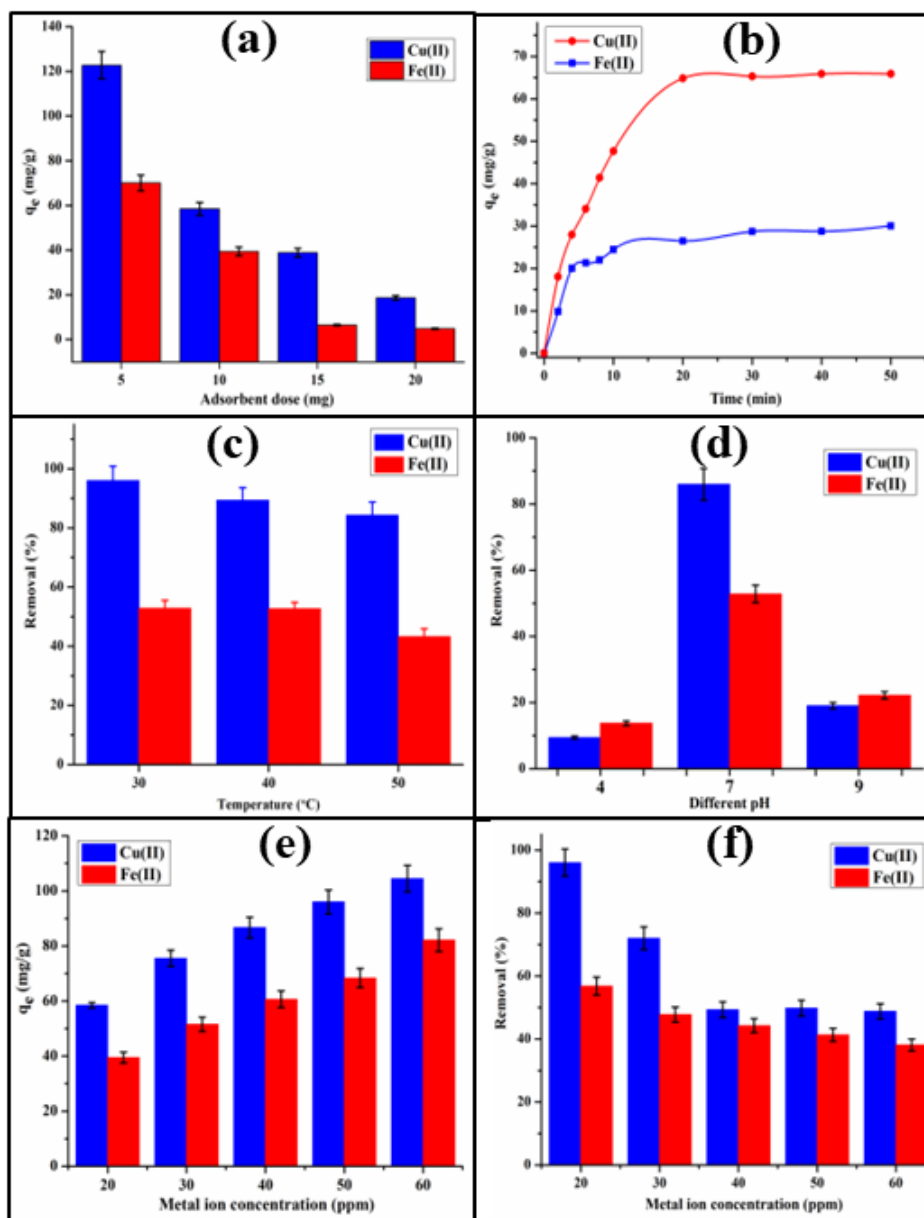 (a)
Cu(II)
Fe(II)
140
120
100
80
60
40
20
0
qe (mg/g)
5 10 15 20
Adsorbent dose (mg)
(b)
Cu(II)
Fe(II)
70
60
50
40
30
20
10
0
qe (mg/g)
0 10 20 30 40 50
Time (min)
(c)
Cu(II)
Fe(II)
100
80
60
40
20
0
Removal (%)
30 40 50
Temperature (°C)
(d)
Cu(II)
Fe(II)
100
80
60
40
20
0
Removal (%)
4 7 9
Different pH
(e)
Cu(II)
Fe(II)
120
100
80
60
40
20
0
qe (mg/g)
20 30 40 50 60
Metal ion concentration (ppm)
(f)
Cu(II)
Fe(II)
100
80
60
40
20
0
Removal (%)
20 30 40 50 60
Metal ion concentration (ppm)